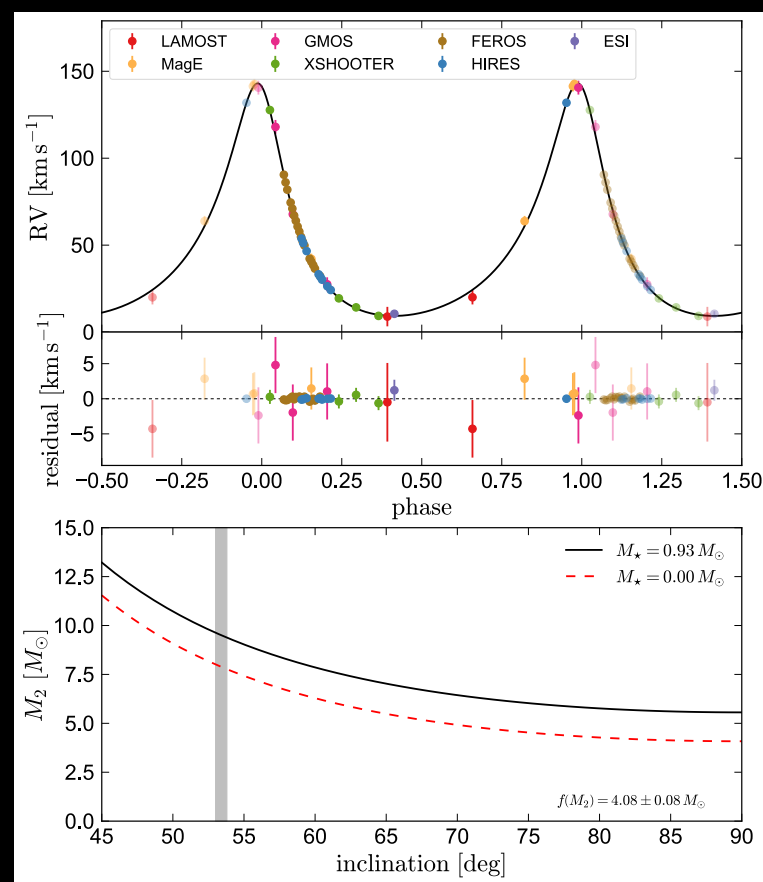 LAMOST GMOS FEROS ESI
MagE XSHOOTER HIRES
RV [km s⁻¹]
150
100
50
0
residual [km s⁻¹]
5
0
−5
−0.50 −0.25 0.00 0.25 0.50 0.75 1.00 1.25 1.50
phase
M₂ [M⊙]
15.0
12.5
10.0
7.5
5.0
2.5
0.0
M⋆ = 0.93 M⊙
M⋆ = 0.00 M⊙
f(M₂) = 4.08 ± 0.08 M⊙
45 50 55 60 65 70 75 80 85 90
inclination [deg]